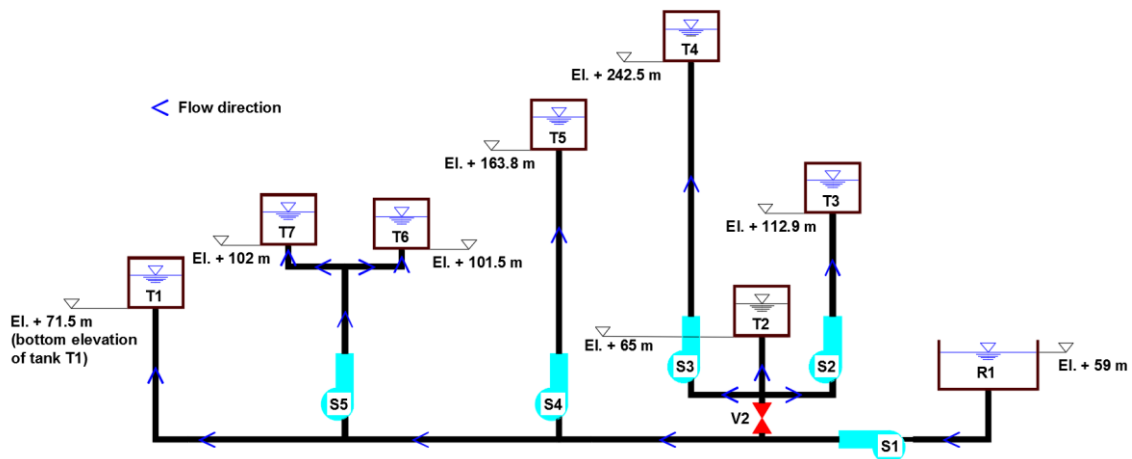 T4
El. + 242.5 m
Flow direction
T5
El. + 163.8 m
T3
El. + 112.9 m
T7
T6
El. + 102 m
El. + 101.5 m
T1
El. + 71.5 m
(bottom elevation
of tank T1)
T2
El. + 65 m
R1
El. + 59 m
S3
S2
S5
S4
V2
S1